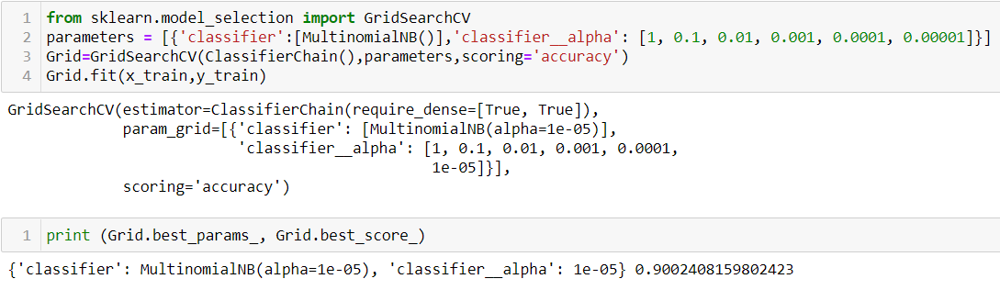 1 from sklearn.model_selection import GridSearchCV
2 parameters = [{'classifier':[MultinomialNB()],'classifier__alpha': [1, 0.1, 0.01, 0.001, 0.0001, 0.00001]}]
3 Grid=GridSearchCV(ClassifierChain(),parameters,scoring='accuracy')
4 Grid.fit(x_train,y_train)
GridSearchCV(estimator=ClassifierChain(require_dense=[True, True]),
param_grid=[{'classifier': [MultinomialNB(alpha=1e-05)],
'classifier__alpha': [1, 0.1, 0.01, 0.001, 0.0001,
1e-05]}],
scoring='accuracy')
1 print (Grid.best_params_, Grid.best_score_)
{'classifier': MultinomialNB(alpha=1e-05), 'classifier__alpha': 1e-05} 0.9002408159802423